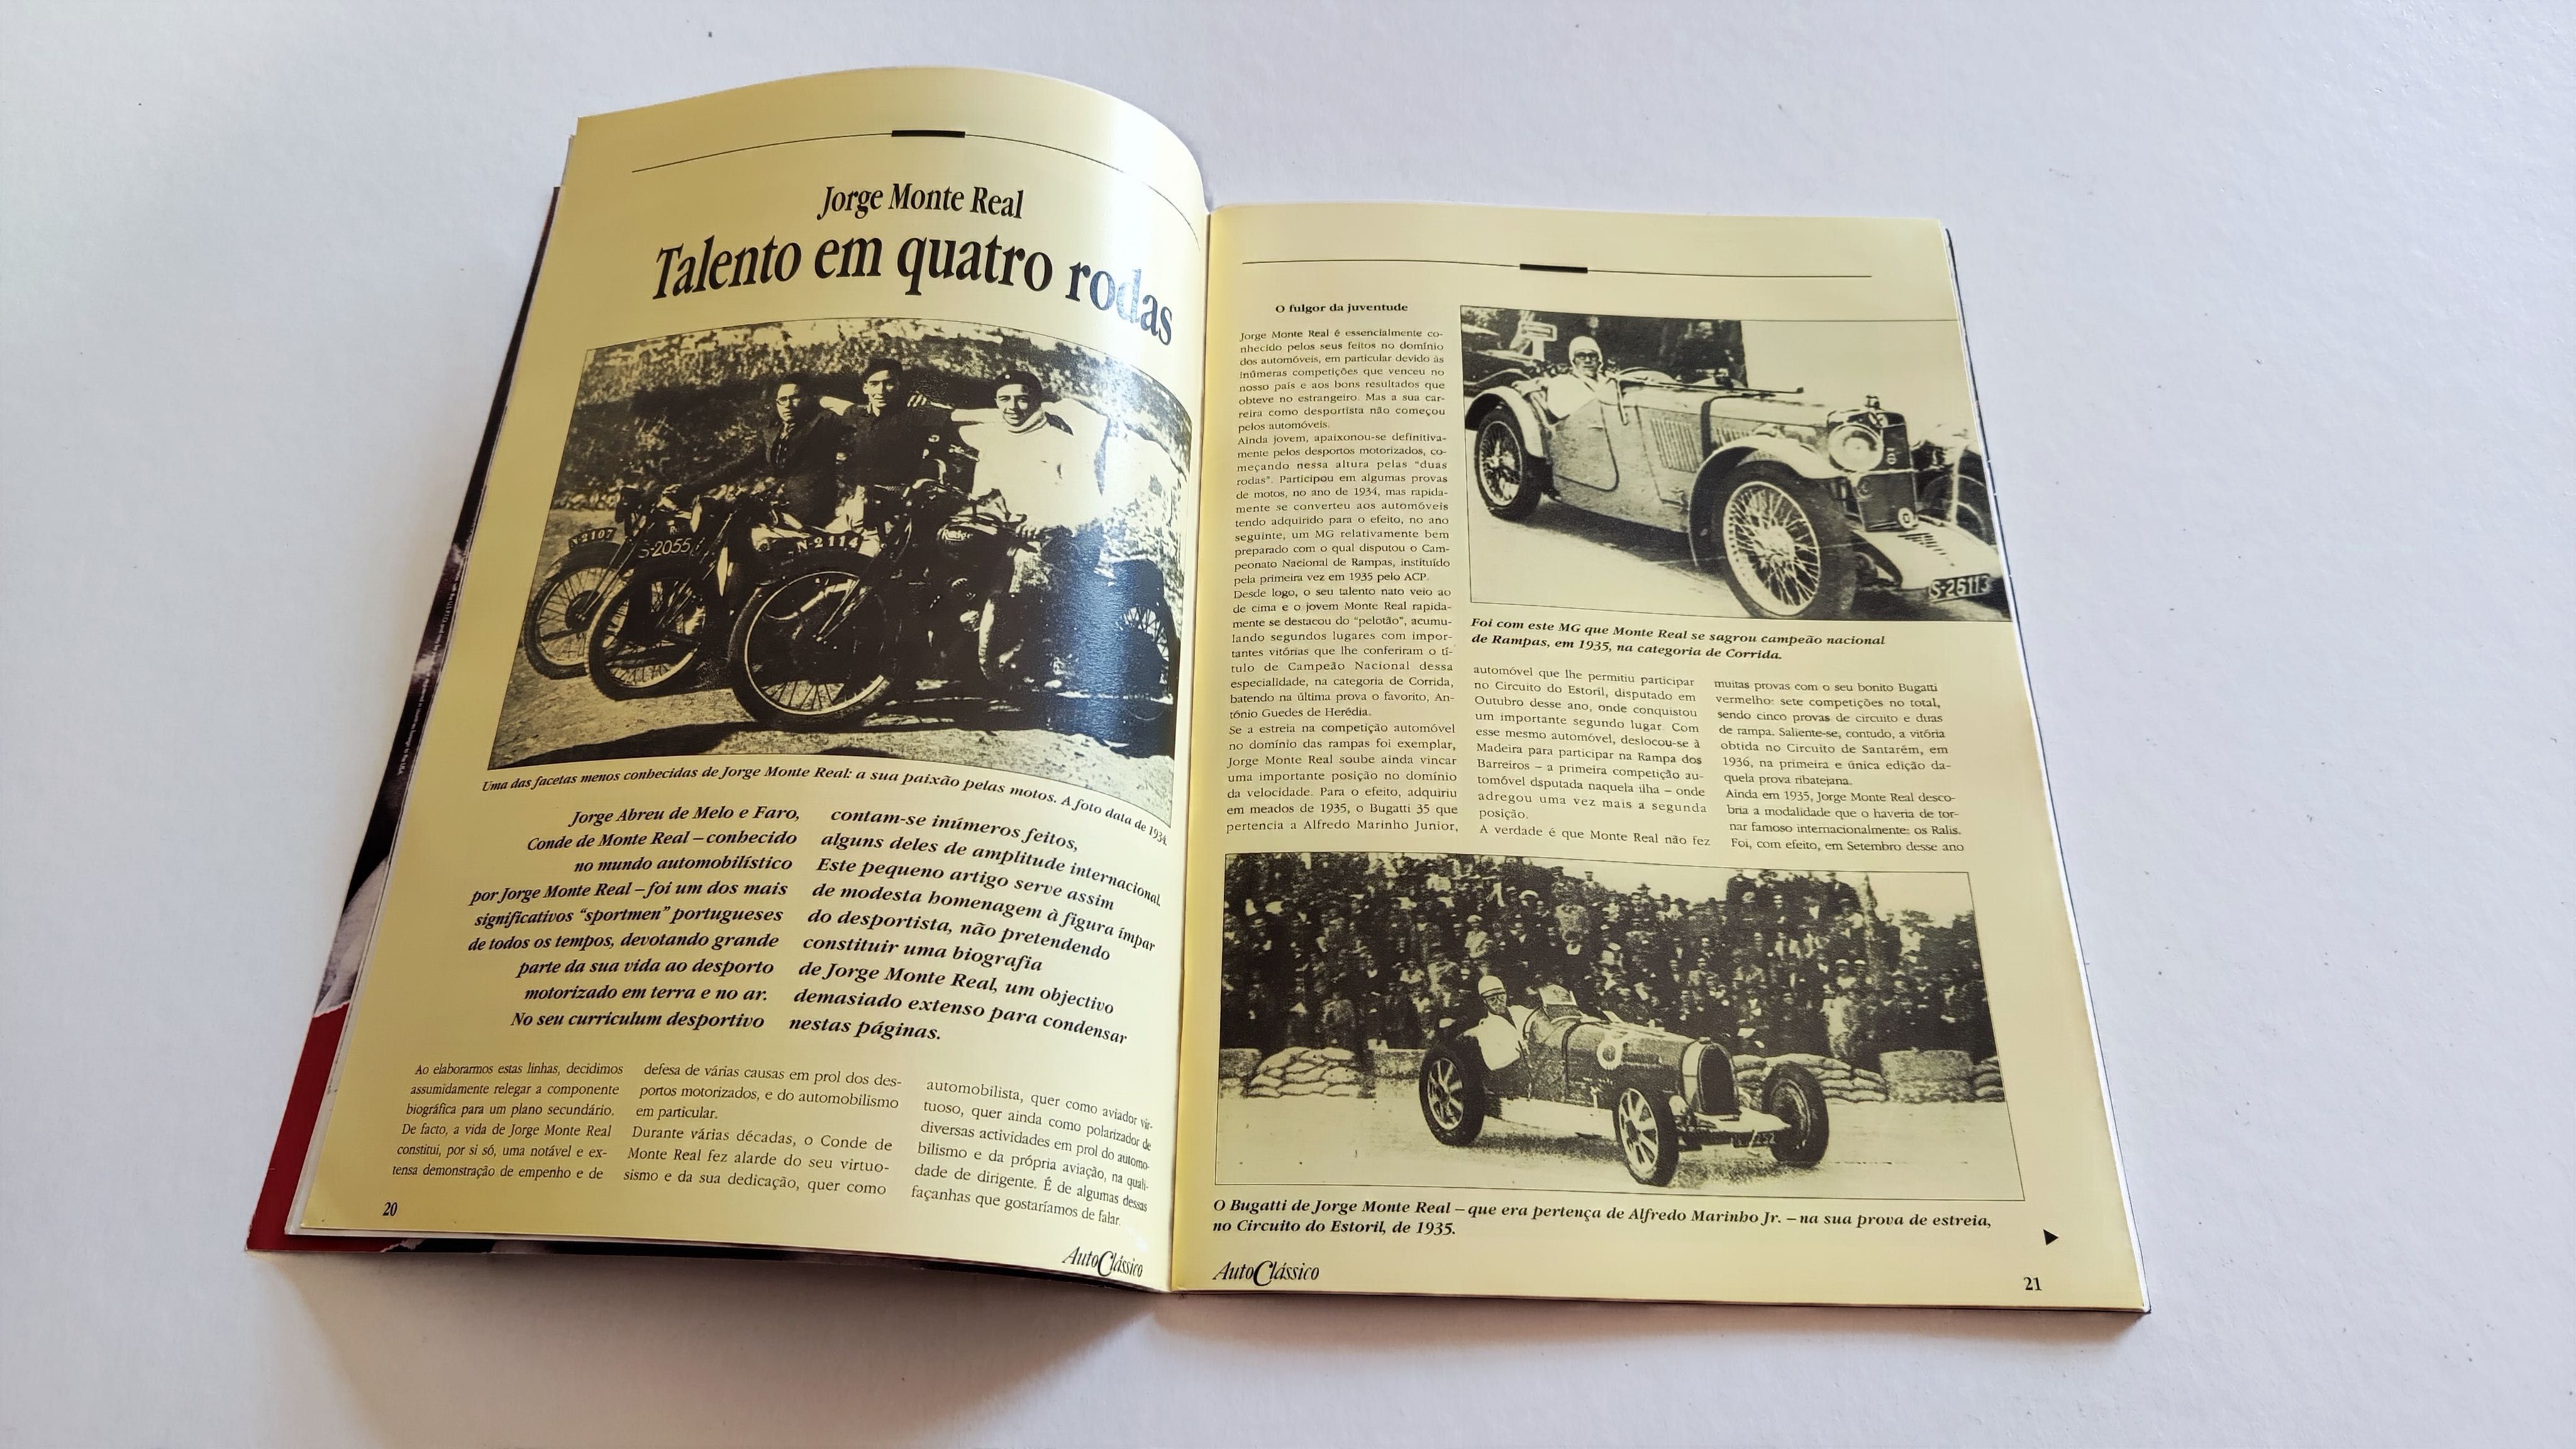 Jorge Monte Real
Talento em quatro rodas
N-2107
S-2055
N-2114
Uma das facetas menos conhecidas de Jorge Monte Real: a sua paixão pelas motos. A foto data de 1934.
Jorge Abreu de Melo e Faro,
Conde de Monte Real – conhecido
no mundo automobilístico
por Jorge Monte Real – foi um dos mais
significativos “sportmen” portugueses
de todos os tempos, devotando grande
parte da sua vida ao desporto
motorizado em terra e no ar.
No seu curriculum desportivo
contam-se inúmeros feitos,
alguns deles de amplitude internacional.
Este pequeno artigo serve assim
de modesta homenagem à figura ímpar
do desportista, não pretendendo
constituir uma biografia
de Jorge Monte Real, um objectivo
demasiado extenso para condensar
nestas páginas.
Ao elaborarmos estas linhas, decidimos
assumidamente relegar a componente
biográfica para um plano secundário.
De facto, a vida de Jorge Monte Real
constitui, por si só, uma notável e ex-
tensa demonstração de empenho e de
defesa de várias causas em prol dos des-
portos motorizados, e do automobilismo
em particular.
Durante várias décadas, o Conde de
Monte Real fez alarde do seu virtuo-
sismo e da sua dedicação, quer como
automobilista, quer como aviador vir-
tuoso, quer ainda como polarizador de
diversas actividades em prol do automo-
bilismo e da própria aviação, na quali-
dade de dirigente. É de algumas dessas
façanhas que gostaríamos de falar.
20
AutoClássico
O fulgor da juventude
Jorge Monte Real é essencialmente co-
nhecido pelos seus feitos no domínio
dos automóveis, em particular devido às
inúmeras competições que venceu no
nosso país e aos bons resultados que
obteve no estrangeiro. Mas a sua car-
reira como desportista não começou
pelos automóveis.
Ainda jovem, apaixonou-se definitiva-
mente pelos desportos motorizados, co-
meçando nessa altura pelas “duas
rodas”. Participou em algumas provas
de motos, no ano de 1934, mas rapida-
mente se converteu aos automóveis
tendo adquirido para o efeito, no ano
seguinte, um MG relativamente bem
preparado com o qual disputou o Cam-
peonato Nacional de Rampas, instituído
pela primeira vez em 1935 pelo ACP.
Desde logo, o seu talento nato veio ao
de cima e o jovem Monte Real rapida-
mente se destacou do “pelotão”, acumu-
lando segundos lugares com impor-
tantes vitórias que lhe conferiram o tí-
tulo de Campeão Nacional dessa
especialidade, na categoria de Corrida,
batendo na última prova o favorito, An-
tónio Guedes de Herédia.
Se a estreia na competição automóvel
no domínio das rampas foi exemplar,
Jorge Monte Real soube ainda vincar
uma importante posição no domínio
da velocidade. Para o efeito, adquiriu
em meados de 1935, o Bugatti 35 que
pertencia a Alfredo Marinho Junior,
S-26113
Foi com este MG que Monte Real se sagrou campeão nacional
de Rampas, em 1935, na categoria de Corrida.
automóvel que lhe permitiu participar
no Circuito do Estoril, disputado em
Outubro desse ano, onde conquistou
um importante segundo lugar. Com
esse mesmo automóvel, deslocou-se à
Madeira para participar na Rampa dos
Barreiros – a primeira competição au-
tomóvel dsputada naquela ilha – onde
adregou uma vez mais a segunda
posição.
A verdade é que Monte Real não fez
muitas provas com o seu bonito Bugatti
vermelho: sete competições no total,
sendo cinco provas de circuito e duas
de rampa. Saliente-se, contudo, a vitória
obtida no Circuito de Santarém, em
1936, na primeira e única edição da-
quela prova ribatejana.
Ainda em 1935, Jorge Monte Real desco-
bria a modalidade que o haveria de tor-
nar famoso internacionalmente: os Ralis.
Foi, com efeito, em Setembro desse ano
O Bugatti de Jorge Monte Real – que era pertença de Alfredo Marinho Jr. – na sua prova de estreia,
no Circuito do Estoril, de 1935.
AutoClássico
21